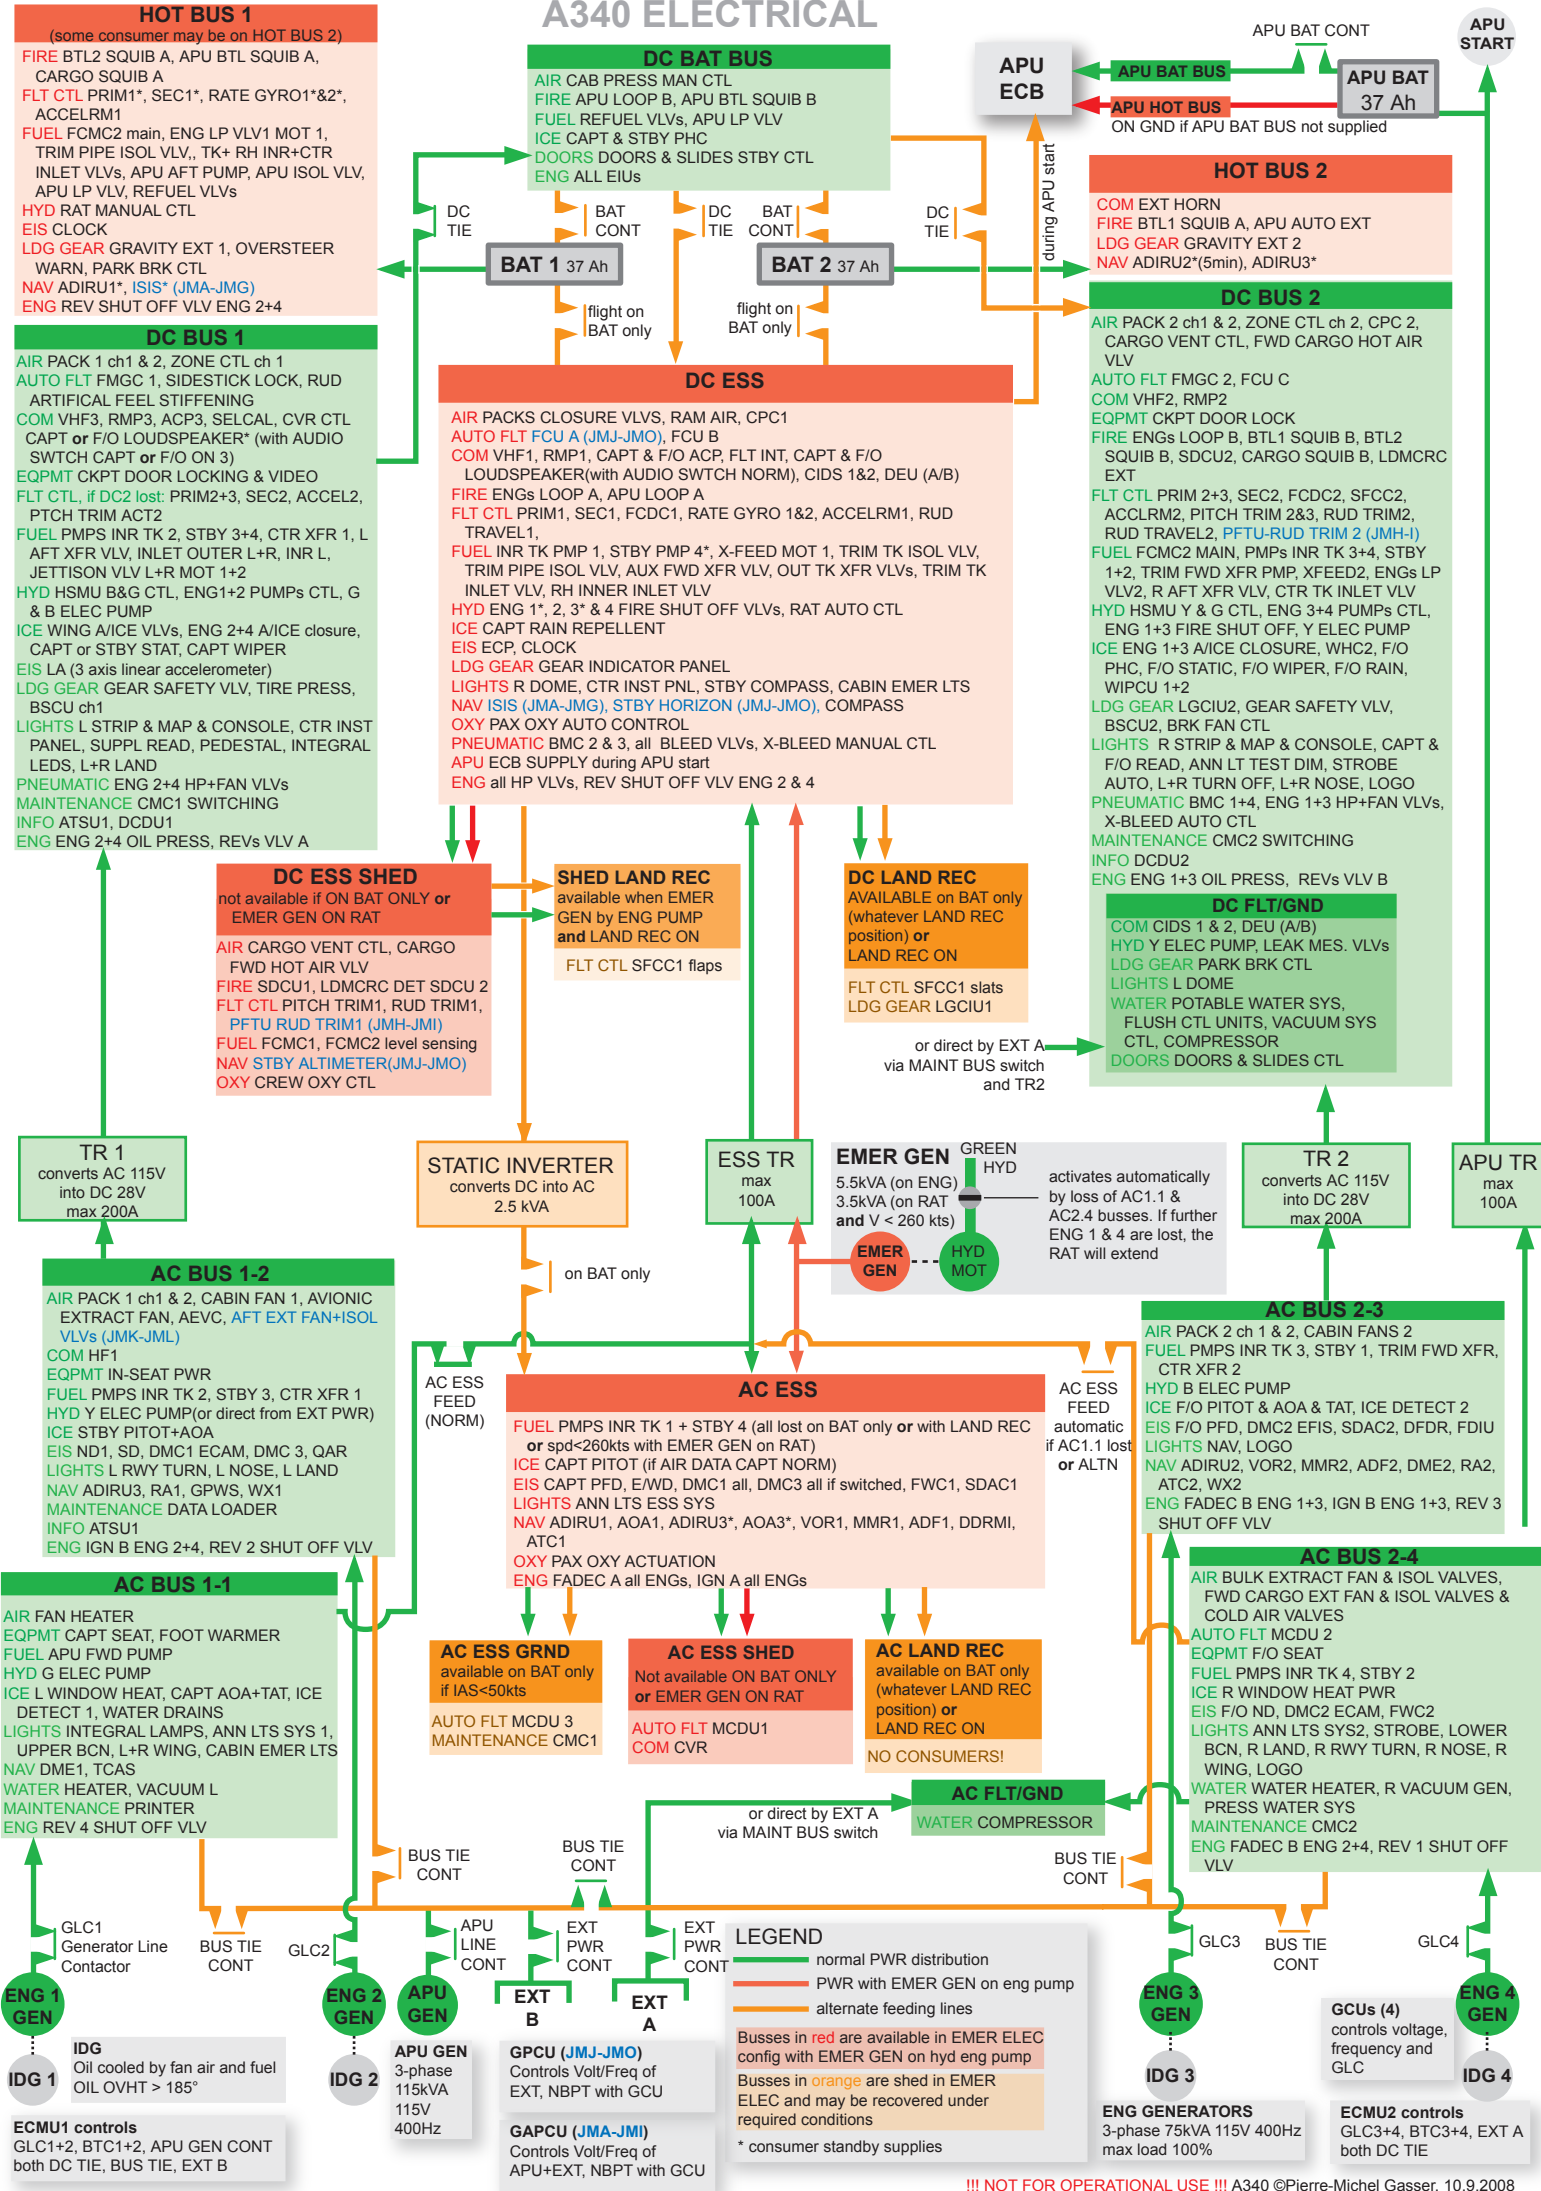 A340 ELECTRICAL
HOT BUS 1
(some consumer may be on HOT BUS 2)
FIRE BTL2 SQUIB A, APU BTL SQUIB A,
CARGO SQUIB A
FLT CTL PRIM1*, SEC1*, RATE GYRO1*&2*,
ACCELRM1
FUEL FCMC2 main, ENG LP VLV1 MOT 1,
TRIM PIPE ISOL VLV,, TK+ RH INR+CTR
INLET VLVs, APU AFT PUMP, APU ISOL VLV,
APU LP VLV, REFUEL VLVs
HYD RAT MANUAL CTL
EIS CLOCK
LDG GEAR GRAVITY EXT 1, OVERSTEER
WARN, PARK BRK CTL
NAV ADIRU1*, ISIS* (JMA-JMG)
ENG REV SHUT OFF VLV ENG 2+4
DC BAT BUS
AIR CAB PRESS MAN CTL
FIRE APU LOOP B, APU BTL SQUIB B
FUEL REFUEL VLVs, APU LP VLV
ICE CAPT & STBY PHC
DOORS DOORS & SLIDES STBY CTL
ENG ALL EIUs
APU
ECB
APU BAT CONT
APU
START
APU BAT BUS
APU HOT BUS
APU BAT
37 Ah
ON GND if APU BAT BUS not supplied
during APU start
HOT BUS 2
COM EXT HORN
FIRE BTL1 SQUIB A, APU AUTO EXT
LDG GEAR GRAVITY EXT 2
NAV ADIRU2*(5min), ADIRU3*
DC
TIE
BAT
CONT
DC
TIE
BAT
CONT
DC
TIE
BAT 1 37 Ah
BAT 2 37 Ah
flight on
BAT only
flight on
BAT only
DC BUS 1
AIR PACK 1 ch1 & 2, ZONE CTL ch 1
AUTO FLT FMGC 1, SIDESTICK LOCK, RUD
ARTIFICAL FEEL STIFFENING
COM VHF3, RMP3, ACP3, SELCAL, CVR CTL
CAPT or F/O LOUDSPEAKER* (with AUDIO
SWTCH CAPT or F/O ON 3)
EQPMT CKPT DOOR LOCKING & VIDEO
FLT CTL, if DC2 lost: PRIM2+3, SEC2, ACCEL2,
PTCH TRIM ACT2
FUEL PMPS INR TK 2, STBY 3+4, CTR XFR 1, L
AFT XFR VLV, INLET OUTER L+R, INR L,
JETTISON VLV L+R MOT 1+2
HYD HSMU B&G CTL, ENG1+2 PUMPs CTL, G
& B ELEC PUMP
ICE WING A/ICE VLVs, ENG 2+4 A/ICE closure,
CAPT or STBY STAT, CAPT WIPER
EIS LA (3 axis linear accelerometer)
LDG GEAR GEAR SAFETY VLV, TIRE PRESS,
BSCU ch1
LIGHTS L STRIP & MAP & CONSOLE, CTR INST
PANEL, SUPPL READ, PEDESTAL, INTEGRAL
LEDS, L+R LAND
PNEUMATIC ENG 2+4 HP+FAN VLVs
MAINTENANCE CMC1 SWITCHING
INFO ATSU1, DCDU1
ENG ENG 2+4 OIL PRESS, REVs VLV A
DC ESS
AIR PACKS CLOSURE VLVS, RAM AIR, CPC1
AUTO FLT FCU A (JMJ-JMO), FCU B
COM VHF1, RMP1, CAPT & F/O ACP, FLT INT, CAPT & F/O
LOUDSPEAKER(with AUDIO SWTCH NORM), CIDS 1&2, DEU (A/B)
FIRE ENGs LOOP A, APU LOOP A
FLT CTL PRIM1, SEC1, FCDC1, RATE GYRO 1&2, ACCELRM1, RUD
TRAVEL1,
FUEL INR TK PMP 1, STBY PMP 4*, X-FEED MOT 1, TRIM TK ISOL VLV,
TRIM PIPE ISOL VLV, AUX FWD XFR VLV, OUT TK XFR VLVs, TRIM TK
INLET VLV, RH INNER INLET VLV
HYD ENG 1*, 2, 3* & 4 FIRE SHUT OFF VLVs, RAT AUTO CTL
ICE CAPT RAIN REPELLENT
EIS ECP, CLOCK
LDG GEAR GEAR INDICATOR PANEL
LIGHTS R DOME, CTR INST PNL, STBY COMPASS, CABIN EMER LTS
NAV ISIS (JMA-JMG), STBY HORIZON (JMJ-JMO), COMPASS
OXY PAX OXY AUTO CONTROL
PNEUMATIC BMC 2 & 3, all BLEED VLVs, X-BLEED MANUAL CTL
APU ECB SUPPLY during APU start
ENG all HP VLVs, REV SHUT OFF VLV ENG 2 & 4
DC BUS 2
AIR PACK 2 ch1 & 2, ZONE CTL ch 2, CPC 2,
CARGO VENT CTL, FWD CARGO HOT AIR
VLV
AUTO FLT FMGC 2, FCU C
COM VHF2, RMP2
EQPMT CKPT DOOR LOCK
FIRE ENGs LOOP B, BTL1 SQUIB B, BTL2
SQUIB B, SDCU2, CARGO SQUIB B, LDMCRC
EXT
FLT CTL PRIM 2+3, SEC2, FCDC2, SFCC2,
ACCLRM2, PITCH TRIM 2&3, RUD TRIM2,
RUD TRAVEL2, PFTU-RUD TRIM 2 (JMH-I)
FUEL FCMC2 MAIN, PMPs INR TK 3+4, STBY
1+2, TRIM FWD XFR PMP, XFEED2, ENGs LP
VLV2, R AFT XFR VLV, CTR TK INLET VLV
HYD HSMU Y & G CTL, ENG 3+4 PUMPs CTL,
ENG 1+3 FIRE SHUT OFF, Y ELEC PUMP
ICE ENG 1+3 A/ICE CLOSURE, WHC2, F/O
PHC, F/O STATIC, F/O WIPER, F/O RAIN,
WIPCU 1+2
LDG GEAR LGCIU2, GEAR SAFETY VLV,
BSCU2, BRK FAN CTL
LIGHTS R STRIP & MAP & CONSOLE, CAPT &
F/O READ, ANN LT TEST DIM, STROBE
AUTO, L+R TURN OFF, L+R NOSE, LOGO
PNEUMATIC BMC 1+4, ENG 1+3 HP+FAN VLVs,
X-BLEED AUTO CTL
MAINTENANCE CMC2 SWITCHING
INFO DCDU2
ENG ENG 1+3 OIL PRESS, REVs VLV B
DC FLT/GND
COM CIDS 1 & 2, DEU (A/B)
HYD Y ELEC PUMP, LEAK MES. VLVs
LDG GEAR PARK BRK CTL
LIGHTS L DOME
WATER POTABLE WATER SYS,
FLUSH CTL UNITS, VACUUM SYS
CTL, COMPRESSOR
DOORS DOORS & SLIDES CTL
DC ESS SHED
not available if ON BAT ONLY or
EMER GEN ON RAT
AIR CARGO VENT CTL, CARGO
FWD HOT AIR VLV
FIRE SDCU1, LDMCRC DET SDCU 2
FLT CTL PITCH TRIM1, RUD TRIM1,
PFTU RUD TRIM1 (JMH-JMI)
FUEL FCMC1, FCMC2 level sensing
NAV STBY ALTIMETER(JMJ-JMO)
OXY CREW OXY CTL
SHED LAND REC
available when EMER
GEN by ENG PUMP
and LAND REC ON
FLT CTL SFCC1 flaps
DC LAND REC
AVAILABLE on BAT only
(whatever LAND REC
position) or
LAND REC ON
FLT CTL SFCC1 slats
LDG GEAR LGCIU1
or direct by EXT A
via MAINT BUS switch
and TR2
TR 1
converts AC 115V
into DC 28V
max 200A
STATIC INVERTER
converts DC into AC
2.5 kVA
ESS TR
max
100A
EMER GEN
5.5kVA (on ENG)
3.5kVA (on RAT
and V < 260 kts)
GREEN
HYD
EMER
GEN
HYD
MOT
activates automatically
by loss of AC1.1 &
AC2.4 busses. If further
ENG 1 & 4 are lost, the
RAT will extend
TR 2
converts AC 115V
into DC 28V
max 200A
APU TR
max
100A
on BAT only
AC BUS 1-2
AIR PACK 1 ch1 & 2, CABIN FAN 1, AVIONIC
EXTRACT FAN, AEVC, AFT EXT FAN+ISOL
VLVs (JMK-JML)
COM HF1
EQPMT IN-SEAT PWR
FUEL PMPS INR TK 2, STBY 3, CTR XFR 1
HYD Y ELEC PUMP(or direct from EXT PWR)
ICE STBY PITOT+AOA
EIS ND1, SD, DMC1 ECAM, DMC 3, QAR
LIGHTS L RWY TURN, L NOSE, L LAND
NAV ADIRU3, RA1, GPWS, WX1
MAINTENANCE DATA LOADER
INFO ATSU1
ENG IGN B ENG 2+4, REV 2 SHUT OFF VLV
AC ESS
FEED
(NORM)
AC ESS
FUEL PMPS INR TK 1 + STBY 4 (all lost on BAT only or with LAND REC
or spd<260kts with EMER GEN on RAT)
ICE CAPT PITOT (if AIR DATA CAPT NORM)
EIS CAPT PFD, E/WD, DMC1 all, DMC3 all if switched, FWC1, SDAC1
LIGHTS ANN LTS ESS SYS
NAV ADIRU1, AOA1, ADIRU3*, AOA3*, VOR1, MMR1, ADF1, DDRMI,
ATC1
OXY PAX OXY ACTUATION
ENG FADEC A all ENGs, IGN A all ENGs
AC ESS
FEED
automatic
if AC1.1 lost
or ALTN
AC BUS 2-3
AIR PACK 2 ch 1 & 2, CABIN FANS 2
FUEL PMPS INR TK 3, STBY 1, TRIM FWD XFR,
CTR XFR 2
HYD B ELEC PUMP
ICE F/O PITOT & AOA & TAT, ICE DETECT 2
EIS F/O PFD, DMC2 EFIS, SDAC2, DFDR, FDIU
LIGHTS NAV, LOGO
NAV ADIRU2, VOR2, MMR2, ADF2, DME2, RA2,
ATC2, WX2
ENG FADEC B ENG 1+3, IGN B ENG 1+3, REV 3
SHUT OFF VLV
AC BUS 1-1
AIR FAN HEATER
EQPMT CAPT SEAT, FOOT WARMER
FUEL APU FWD PUMP
HYD G ELEC PUMP
ICE L WINDOW HEAT, CAPT AOA+TAT, ICE
DETECT 1, WATER DRAINS
LIGHTS INTEGRAL LAMPS, ANN LTS SYS 1,
UPPER BCN, L+R WING, CABIN EMER LTS
NAV DME1, TCAS
WATER HEATER, VACUUM L
MAINTENANCE PRINTER
ENG REV 4 SHUT OFF VLV
AC ESS GRND
available on BAT only
if IAS<50kts
AUTO FLT MCDU 3
MAINTENANCE CMC1
AC ESS SHED
Not available ON BAT ONLY
or EMER GEN ON RAT
AUTO FLT MCDU1
COM CVR
AC LAND REC
available on BAT only
(whatever LAND REC
position) or
LAND REC ON
NO CONSUMERS!
AC BUS 2-4
AIR BULK EXTRACT FAN & ISOL VALVES,
FWD CARGO EXT FAN & ISOL VALVES &
COLD AIR VALVES
AUTO FLT MCDU 2
EQPMT F/O SEAT
FUEL PMPS INR TK 4, STBY 2
ICE R WINDOW HEAT PWR
EIS F/O ND, DMC2 ECAM, FWC2
LIGHTS ANN LTS SYS2, STROBE, LOWER
BCN, R LAND, R RWY TURN, R NOSE, R
WING, LOGO
WATER WATER HEATER, R VACUUM GEN,
PRESS WATER SYS
MAINTENANCE CMC2
ENG FADEC B ENG 2+4, REV 1 SHUT OFF
VLV
AC FLT/GND
WATER COMPRESSOR
or direct by EXT A
via MAINT BUS switch
BUS TIE
CONT
BUS TIE
CONT
BUS TIE
CONT
GLC1
Generator Line
Contactor
BUS TIE
CONT
GLC2
APU
LINE
CONT
EXT
PWR
CONT
EXT
PWR
CONT
GLC3
BUS TIE
CONT
GLC4
LEGEND
normal PWR distribution
PWR with EMER GEN on eng pump
alternate feeding lines
Busses in red are available in EMER ELEC
config with EMER GEN on hyd eng pump
Busses in orange are shed in EMER
ELEC and may be recovered under
required conditions
* consumer standby supplies
ENG 1
GEN
ENG 2
GEN
APU
GEN
EXT
B
EXT
A
ENG 3
GEN
ENG 4
GEN
IDG 1
IDG
Oil cooled by fan air and fuel
OIL OVHT > 185°
IDG 2
APU GEN
3-phase
115kVA
115V
400Hz
GPCU (JMJ-JMO)
Controls Volt/Freq of
EXT, NBPT with GCU
GAPCU (JMA-JMI)
Controls Volt/Freq of
APU+EXT, NBPT with GCU
IDG 3
GCUs (4)
controls voltage,
frequency and
GLC
IDG 4
ECMU1 controls
GLC1+2, BTC1+2, APU GEN CONT
both DC TIE, BUS TIE, EXT B
ENG GENERATORS
3-phase 75kVA 115V 400Hz
max load 100%
ECMU2 controls
GLC3+4, BTC3+4, EXT A
both DC TIE
!!! NOT FOR OPERATIONAL USE !!! A340 ©Pierre-Michel Gasser, 10.9.2008